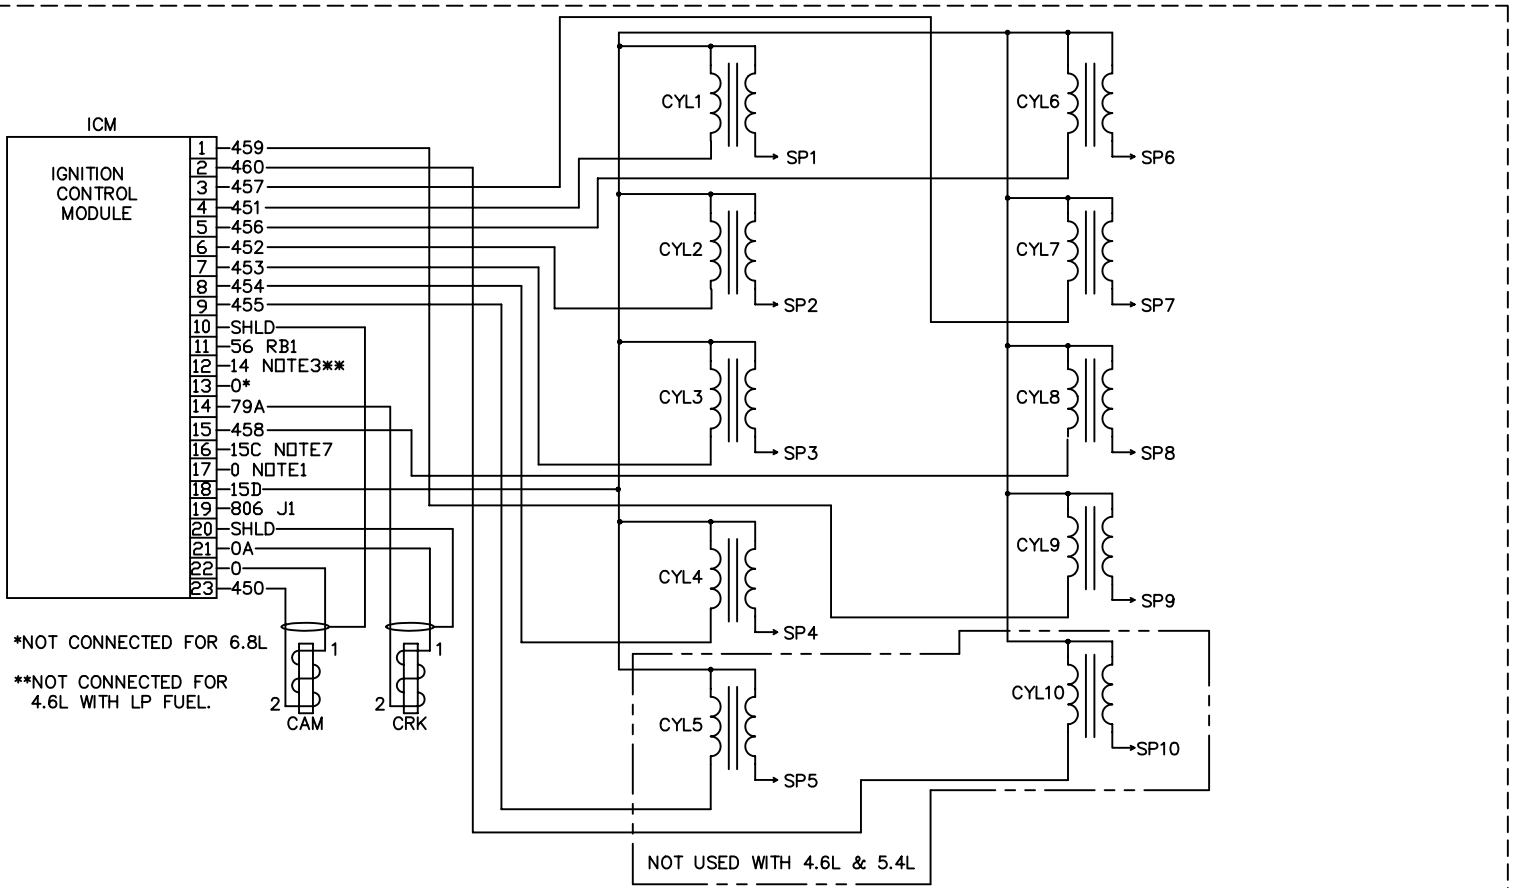 ICM
IGNITION
CONTROL
MODULE
1 459
2 460
3 457
4 451
5 456
6 452
7 453
8 454
9 455
10 SHLD
11 56 RB1
12 14 NOTE3**
13 0*
14 79A
15 458
16 15C NOTE7
17 0 NOTE1
18 15D
19 806 J1
20 SHLD
21 0A
22 0
23 450
*NOT CONNECTED FOR 6.8L
**NOT CONNECTED FOR
4.6L WITH LP FUEL.
1
2
CAM
1
2
CRK
CYL1
SP1
CYL2
SP2
CYL3
SP3
CYL4
SP4
CYL5
SP5
CYL6
SP6
CYL7
SP7
CYL8
SP8
CYL9
SP9
CYL10
SP10
NOT USED WITH 4.6L & 5.4L